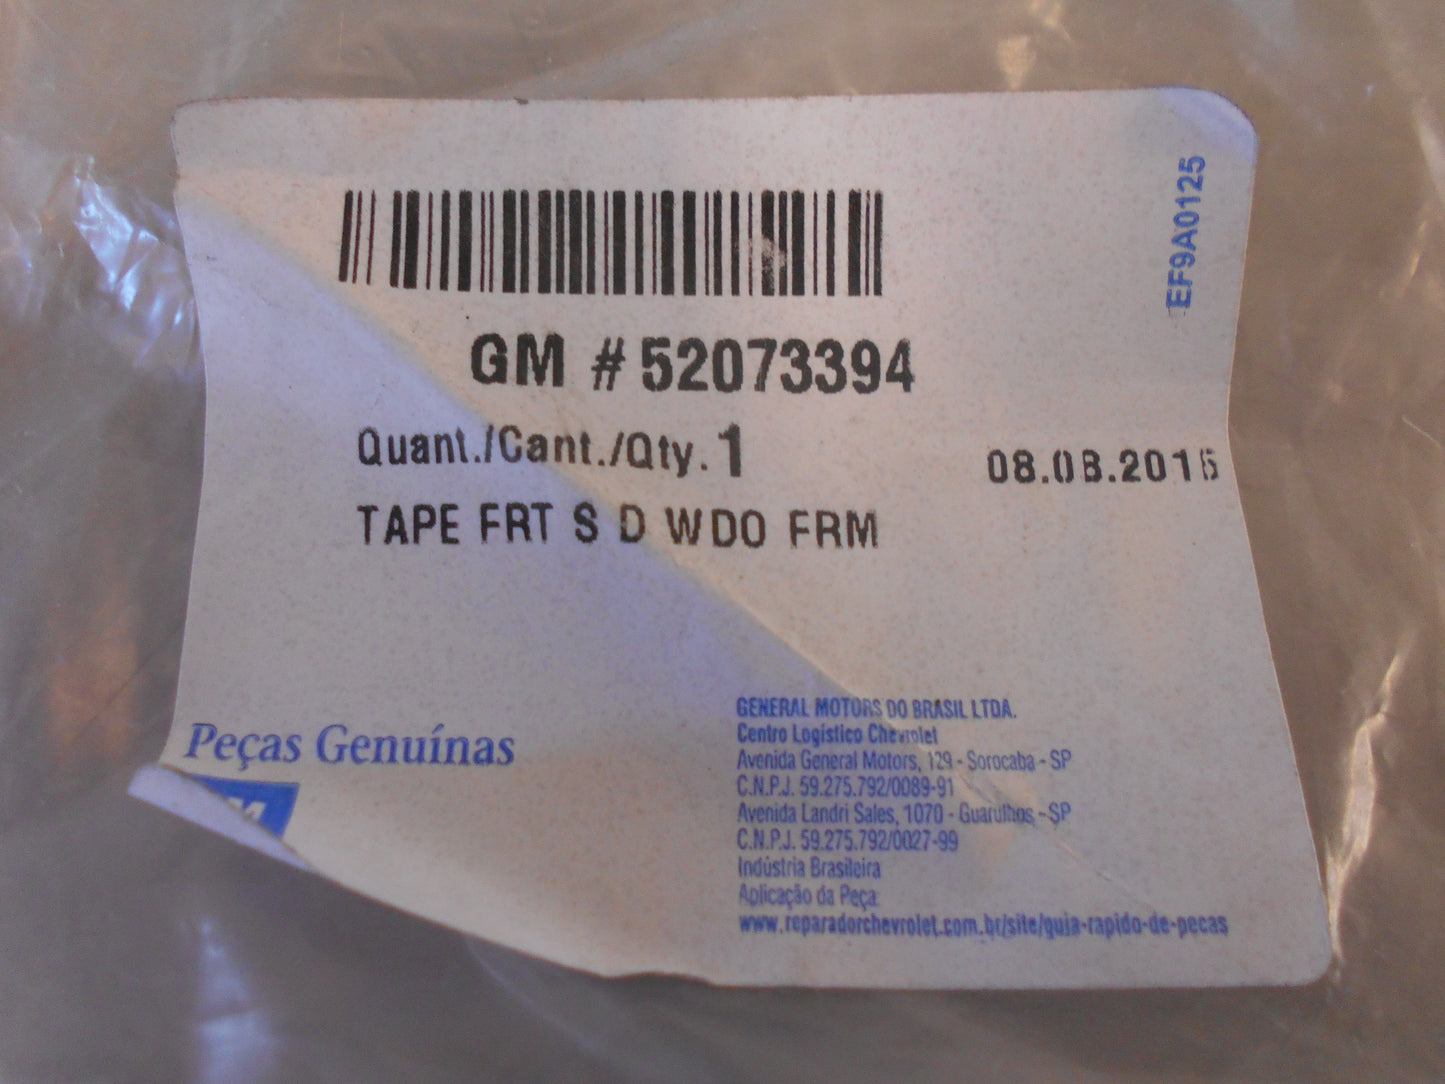 EF9A0125
GM #52073394
Quant./Cant./Qty. 1
08.08.2015
TAPE FRT S D WDO FRM
Peças Genuínas
GENERAL MOTORS DO BRASIL LTDA.
Centro Logístico Chevrolet
Avenida General Motors, 129 - Sorocaba - SP
C.N.P.J. 59.275.792/0089-91
Avenida Landri Sales, 1070 - Guarulhos - SP
C.N.P.J. 59.275.792/0027-99
Indústria Brasileira
Aplicação da Peça:
www.reparadorchevrolet.com.br/site/guia-rapido-de-pecas